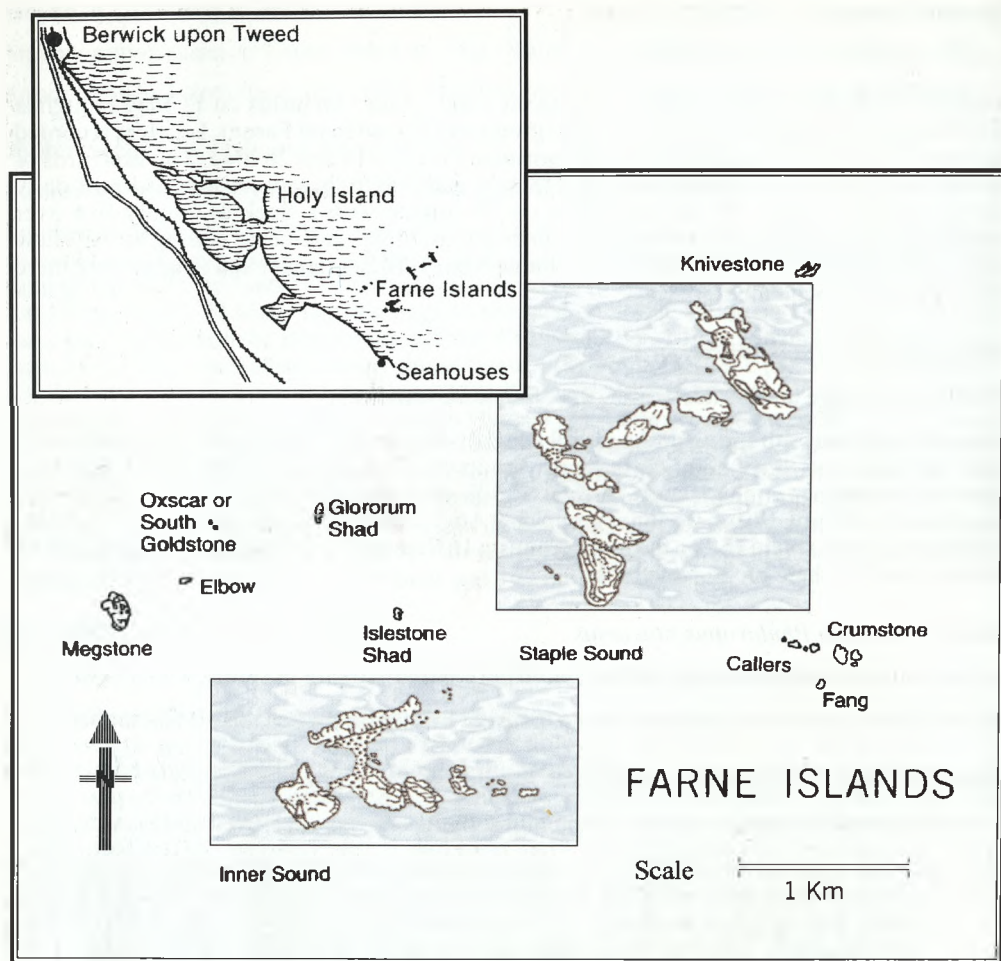 Berwick upon Tweed
Holy Island
Farne Islands
Seahouses
Knivestone
Oxscar or
South
Goldstone
Glororum
Shad
Elbow
Megstone
Islestone
Shad
Staple Sound
Callers
Crumstone
Fang
N
Inner Sound
FARNE ISLANDS
Scale
1 Km